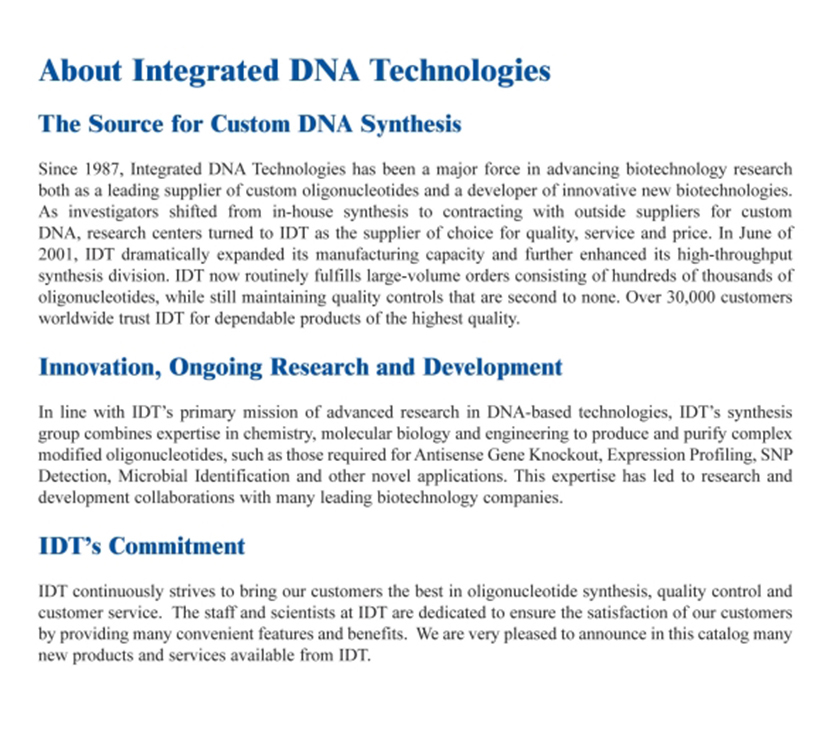 About Integrated DNA Technologies
The Source for Custom DNA Synthesis
Since 1987, Integrated DNA Technologies has been a major force in advancing biotechnology research
both as a leading supplier of custom oligonucleotides and a developer of innovative new biotechnologies.
As investigators shifted from in-house synthesis to contracting with outside suppliers for custom
DNA, research centers turned to IDT as the supplier of choice for quality, service and price. In June of
2001, IDT dramatically expanded its manufacturing capacity and further enhanced its high-throughput
synthesis division. IDT now routinely fulfills large-volume orders consisting of hundreds of thousands of
oligonucleotides, while still maintaining quality controls that are second to none. Over 30,000 customers
worldwide trust IDT for dependable products of the highest quality.
Innovation, Ongoing Research and Development
In line with IDT's primary mission of advanced research in DNA-based technologies, IDT's synthesis
group combines expertise in chemistry, molecular biology and engineering to produce and purify complex
modified oligonucleotides, such as those required for Antisense Gene Knockout, Expression Profiling, SNP
Detection, Microbial Identification and other novel applications. This expertise has led to research and
development collaborations with many leading biotechnology companies.
IDT's Commitment
IDT continuously strives to bring our customers the best in oligonucleotide synthesis, quality control and
customer service. The staff and scientists at IDT are dedicated to ensure the satisfaction of our customers
by providing many convenient features and benefits. We are very pleased to announce in this catalog many
new products and services available from IDT.